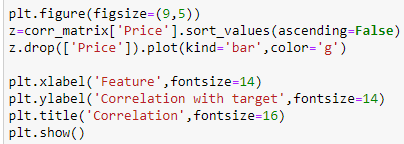 plt.figure(figsize=(9,5))
z=corr_matrix['Price'].sort_values(ascending=False)
z.drop(['Price']).plot(kind='bar',color='g')
plt.xlabel('Feature',fontsize=14)
plt.ylabel('Correlation with target',fontsize=14)
plt.title('Correlation',fontsize=16)
plt.show()